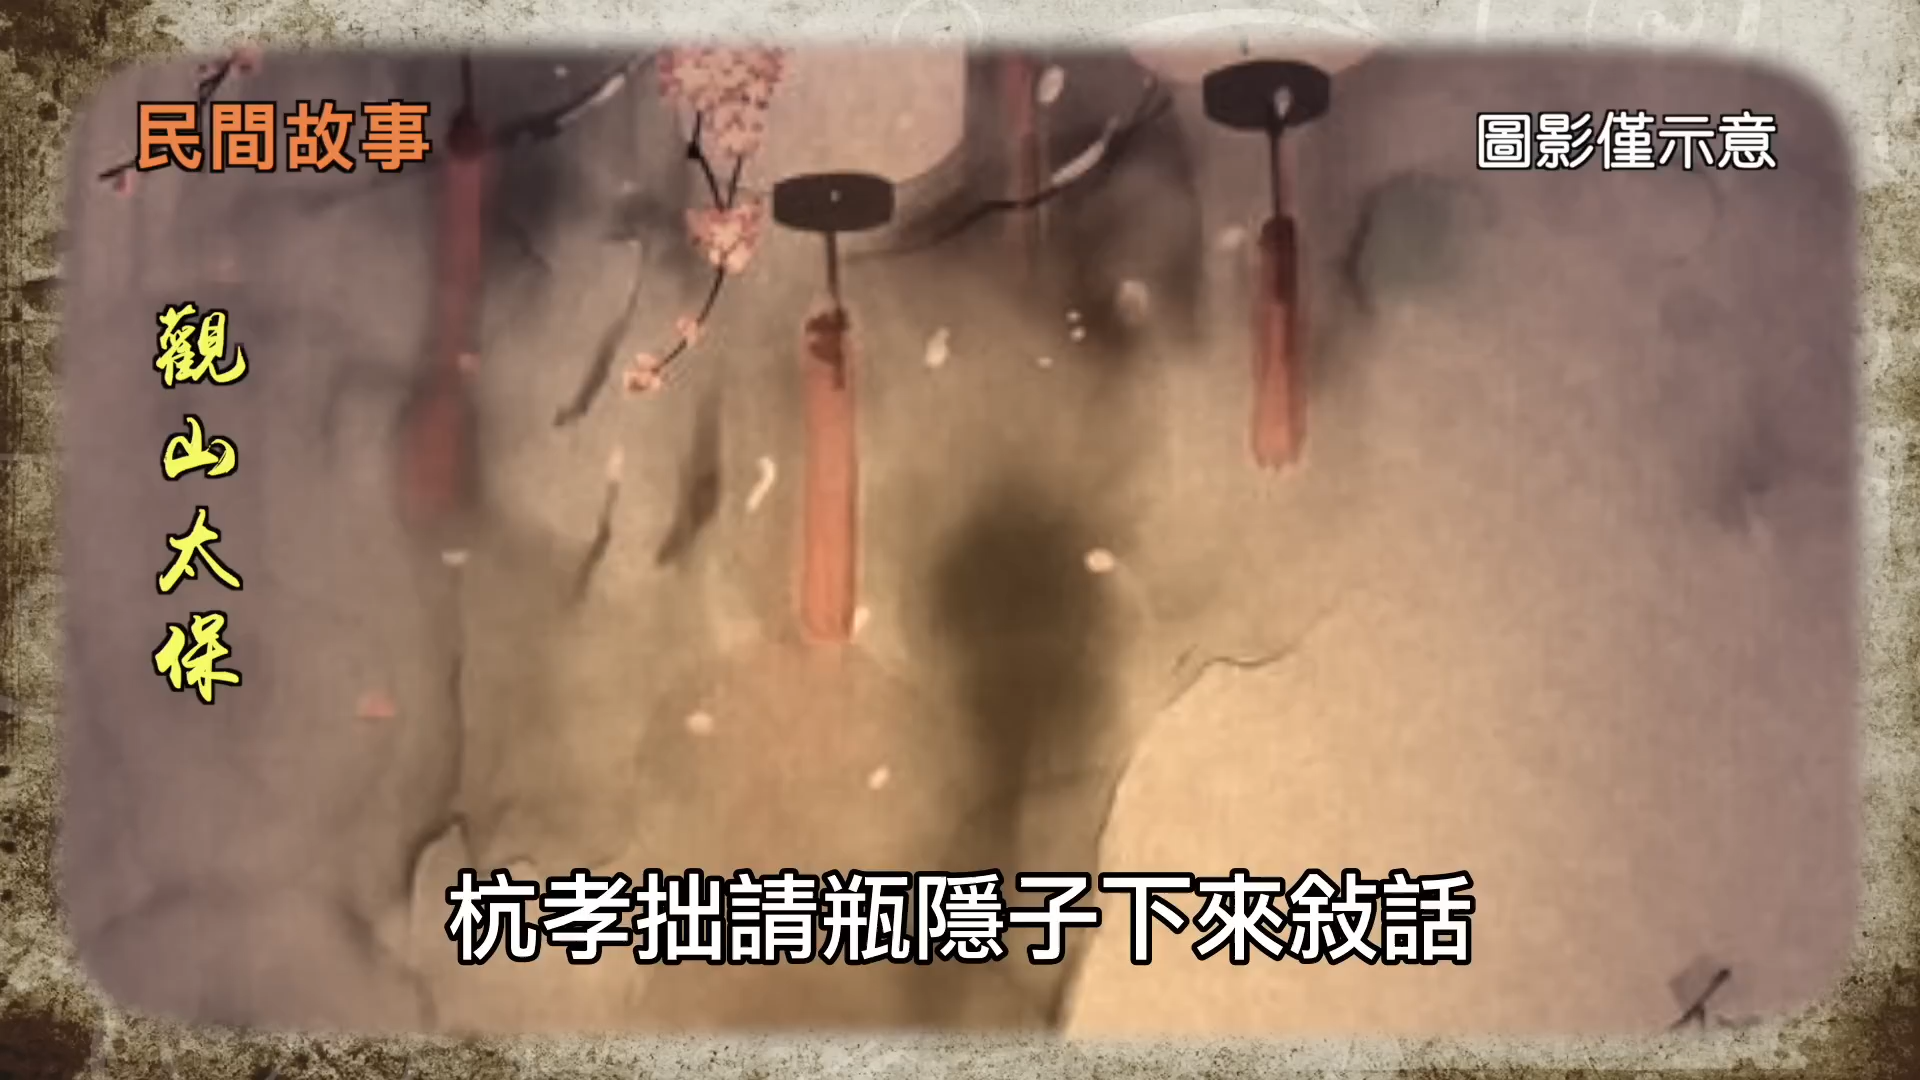 民間故事
圖影僅示意
觀山太保
杭孝拙請瓶隱子下來敍話